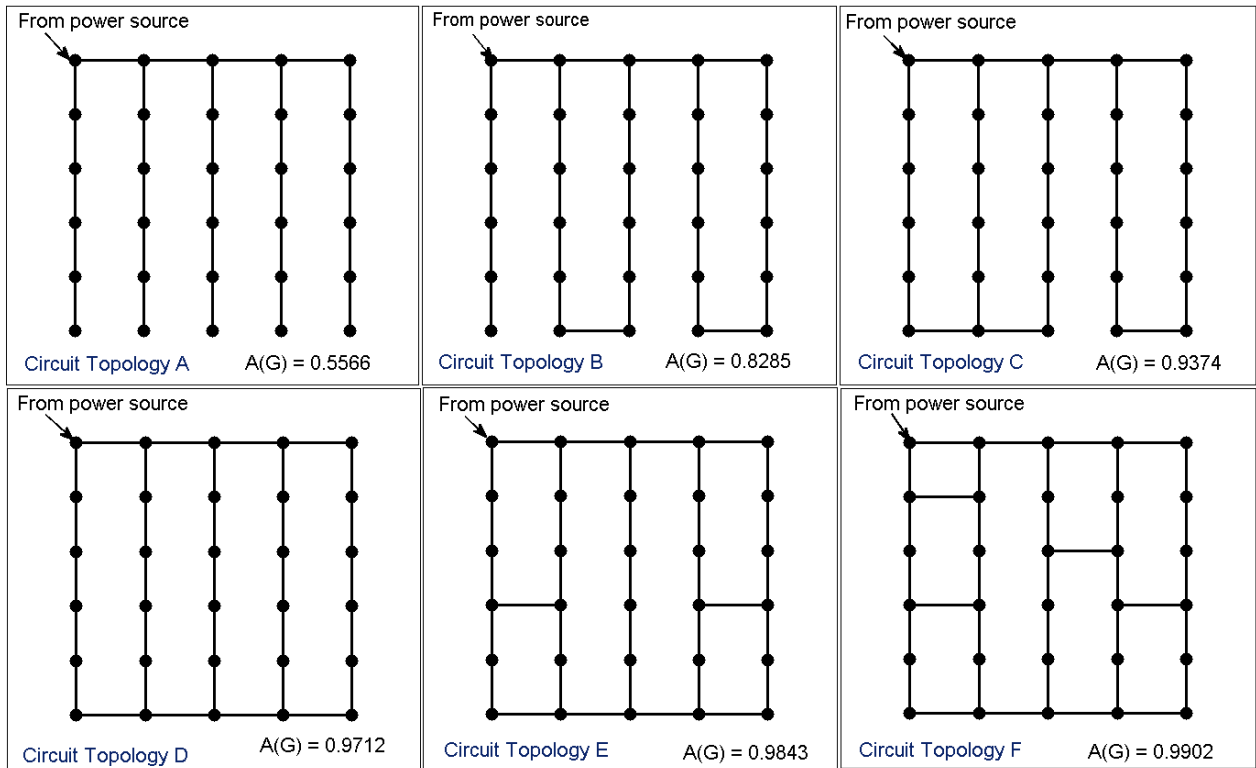 From power source
Circuit Topology A
A(G) = 0.5566
From power source
Circuit Topology B
A(G) = 0.8285
From power source
Circuit Topology C
A(G) = 0.9374
From power source
Circuit Topology D
A(G) = 0.9712
From power source
Circuit Topology E
A(G) = 0.9843
From power source
Circuit Topology F
A(G) = 0.9902